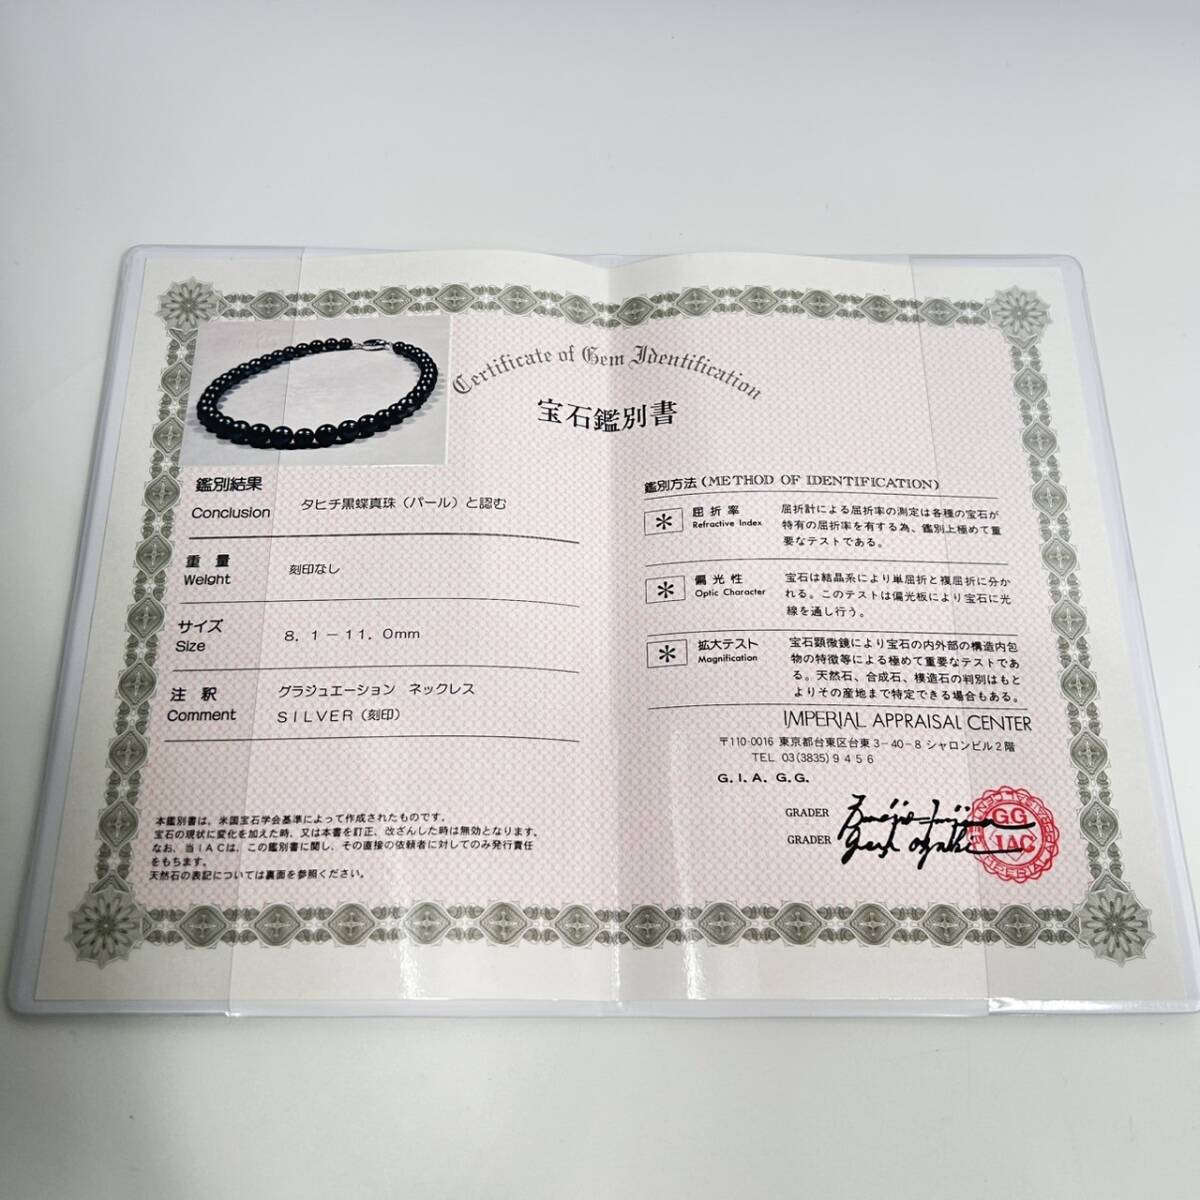 Certificate of Gem Identification
宝石鑑別書
鑑別結果
Conclusion
タヒチ黒蝶真珠（パール）と認む
重量
Weight
刻印なし
サイズ
Size
8．1－11．0mm
注釈
Comment
グラジュエーション ネックレス
SILVER（刻印）
本鑑別書は、米国宝石学会基準によって作成されたものです。
宝石の現状に変化を加えた時、又は本書を訂正、改ざんした時は無効となります。
なお、当IACは、この鑑別書に関し、その直接の依頼者に対してのみ発行責任
をもちます。
天然石の表記については裏面を参照ください。
鑑別方法 (METHOD OF IDENTIFICATION)
* 屈折率
Refractive Index
屈折計による屈折率の測定は各種の宝石が
特有の屈折率を有する為、鑑別上極めて重
要なテストである。
* 偏光性
Optic Character
宝石は結晶系により単屈折と複屈折に分か
れる。このテストは偏光板により宝石に光
線を通し行う。
* 拡大テスト
Magnification
宝石顕微鏡により宝石の内外部の構造内包
物の特徴等による極めて重要なテストであ
る。天然石、合成石、模造石の判別はもと
よりその産地まで特定できる場合もある。
IMPERIAL APPRAISAL CENTER
〒110-0016 東京都台東区台東3-40-8 シャロンビル2階
TEL 03(3835)9456
G.I.A. G.G.
GRADER
GRADER
G.G.
IAC